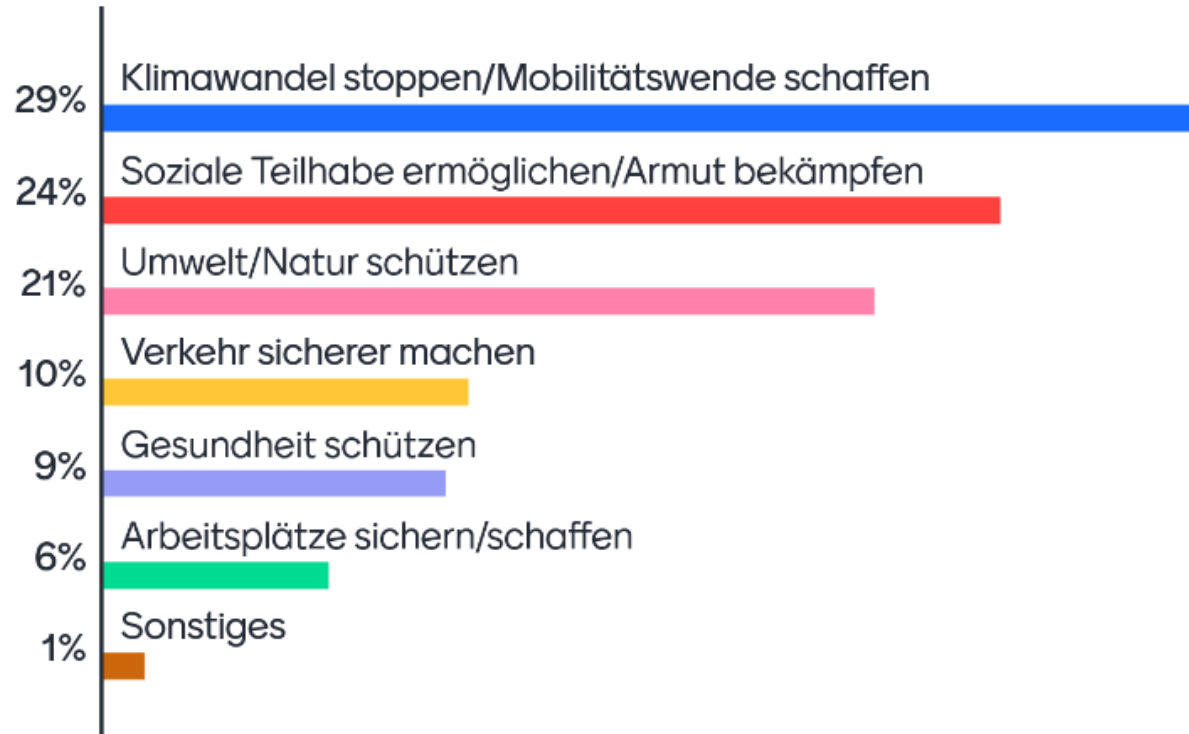 Klimawandel stoppen/Mobilitätswende schaffen
29%
Soziale Teilhabe ermöglichen/Armut bekämpfen
24%
Umwelt/Natur schützen
21%
Verkehr sicherer machen
10%
Gesundheit schützen
9%
Arbeitsplätze sichern/schaffen
6%
Sonstiges
1%